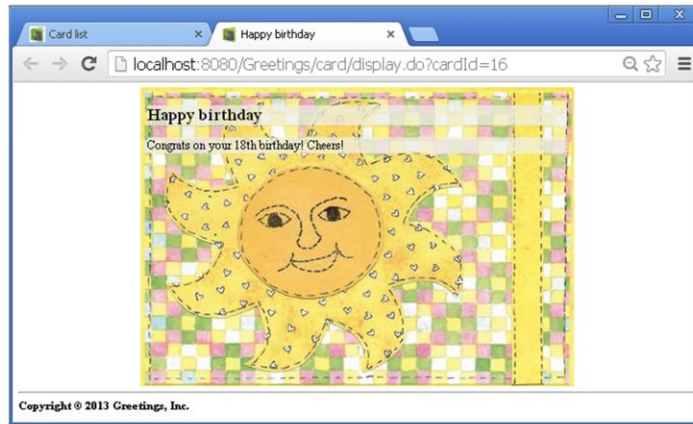 Card list
Happy birthday
localhost:8080/Greetings/card/display.do?cardId=16
Happy birthday
Congrats on your 18th birthday! Cheers!
Copyright © 2013 Greetings, Inc.